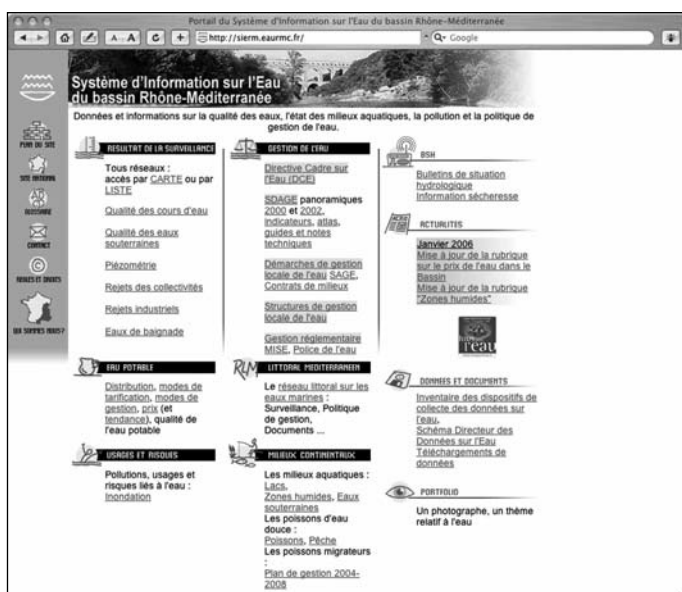 Portail du Système d'Information sur l'Eau du bassin Rhône-Méditerranée
http://sierm.eaurmc.fr/
Google
Système d'Information sur l'Eau
du bassin Rhône-Méditerranée
Données et informations sur la qualité des eaux, l'état des milieux aquatiques, la pollution et la politique de
gestion de l'eau.
PLAN DU SITE
SITE NATIONAL
GLOSSAIRE
CONTACT
REGLES ET DROITS
QUI SOMMES NOUS?
RESULTAT DE LA SURVEILLANCE
Tous réseaux :
accès par CARTE ou par
LISTE
Qualité des cours d'eau
Qualité des eaux
souterraines
Piézométrie
Rejets des collectivités
Rejets industriels
Eaux de baignade
GESTION DE L'EAU
Directive Cadre sur
l'Eau (DCE)
SDAGE panoramiques
2000 et 2002,
indicateurs, atlas,
guides et notes
techniques
Démarches de gestion
locale de l'eau SAGE,
Contrats de milieux
Structures de gestion
locale de l'eau
Gestion réglementaire
MISE, Police de l'eau
BSH
Bulletins de situation
hydrologique
Information sécheresse
ACTUALITES
Janvier 2006
Mise à jour de la rubrique
sur le prix de l'eau dans le
Bassin
Mise à jour de la rubrique
"Zones humides"
l'eau
EAU POTABLE
Distribution, modes de
tarification, modes de
gestion, prix (et
tendance), qualité de
l'eau potable
RLM LITTORAL MEDITERRANEEN
Le réseau littoral sur les
eaux marines :
Surveillance, Politique
de gestion,
Documents ...
DONNEES ET DOCUMENTS
Inventaire des dispositifs de
collecte des données sur
l'eau,
Schéma Directeur des
Données sur l'Eau
Téléchargements de
données
USAGES ET RISQUES
Pollutions, usages et
risques liés à l'eau :
Inondation
MILIEUX CONTINENTAUX
Les milieux aquatiques :
Lacs,
Zones humides, Eaux
souterraines
Les poissons d'eau
douce :
Poissons, Pêche
Les poissons migrateurs
:
Plan de gestion 2004-
2008
PORTFOLIO
Un photographe, un thème
relatif à l'eau